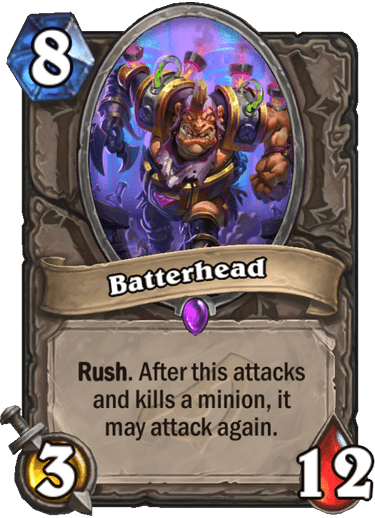 8
Batterhead
Rush. After this attacks
and kills a minion, it
may attack again.
3
12